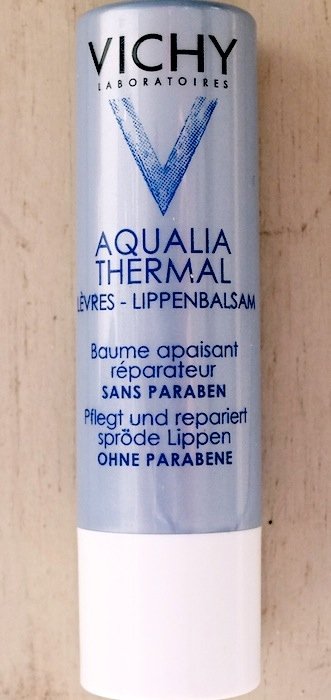 VICHY
LABORATOIRES
AQUALIA
THERMAL
LÈVRES - LIPPENBALSAM
Baume apaisant
réparateur
SANS PARABEN
Pflegt und repariert
spröde Lippen
OHNE PARABENE